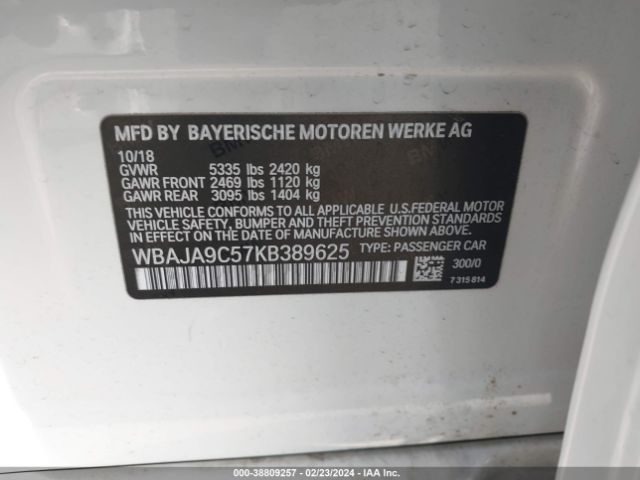 MFD BY BAYERISCHE MOTOREN WERKE AG
10/18
GVWR 5335 lbs 2420 kg
GAWR FRONT 2469 lbs 1120 kg
GAWR REAR 3095 lbs 1404 kg
THIS VEHICLE CONFORMS TO ALL APPLICABLE U.S.FEDERAL MOTOR
VEHICLE SAFETY, BUMPER AND THEFT PREVENTION STANDARDS
IN EFFECT ON THE DATE OF MANUFACTURE SHOWN ABOVE.
WBAJA9C57KB389625 TYPE: PASSENGER CAR
300/0
7315814
000-38809257 - 02/23/2024 - IAA Inc.